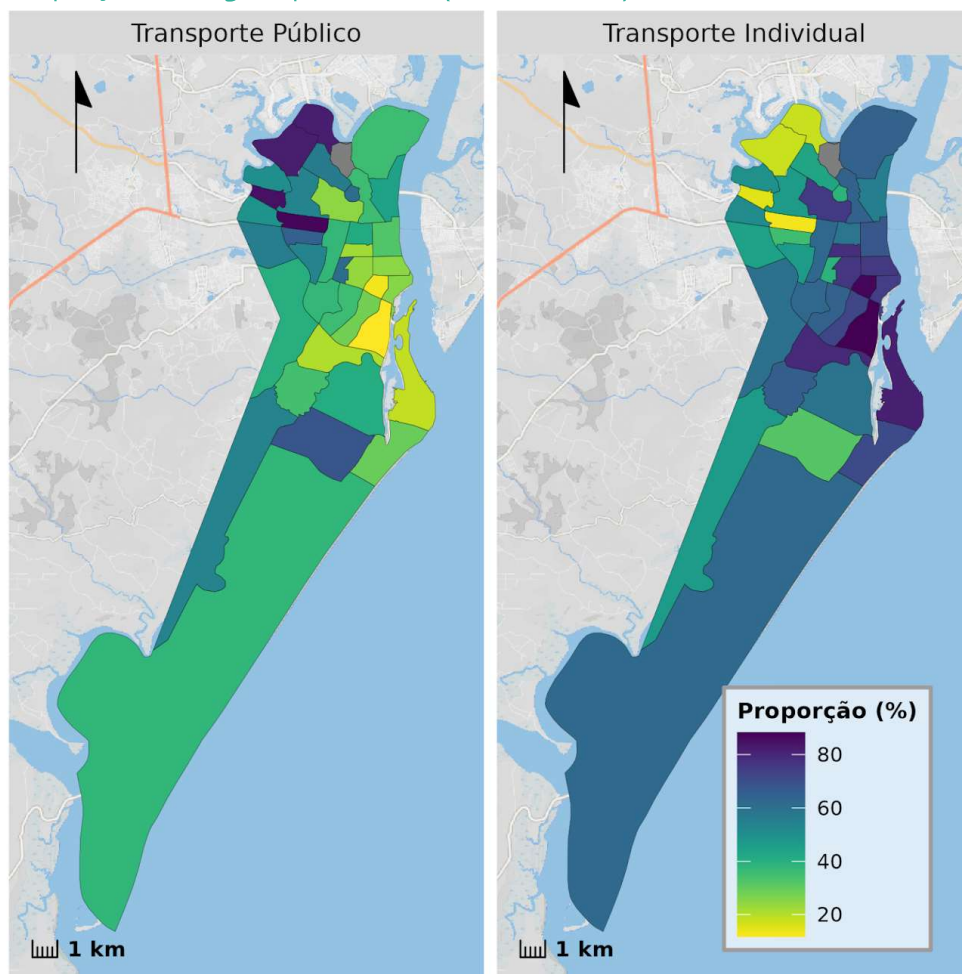 Transporte Público
Transporte Individual
Proporção (%)
80
60
40
20
1 km
1 km